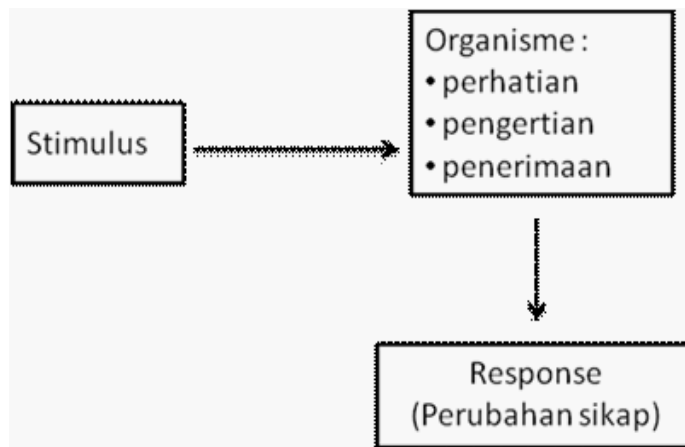 Stimulus
Organisme :
• perhatian
• pengertian
• penerimaan
Response
(Perubahan sikap)